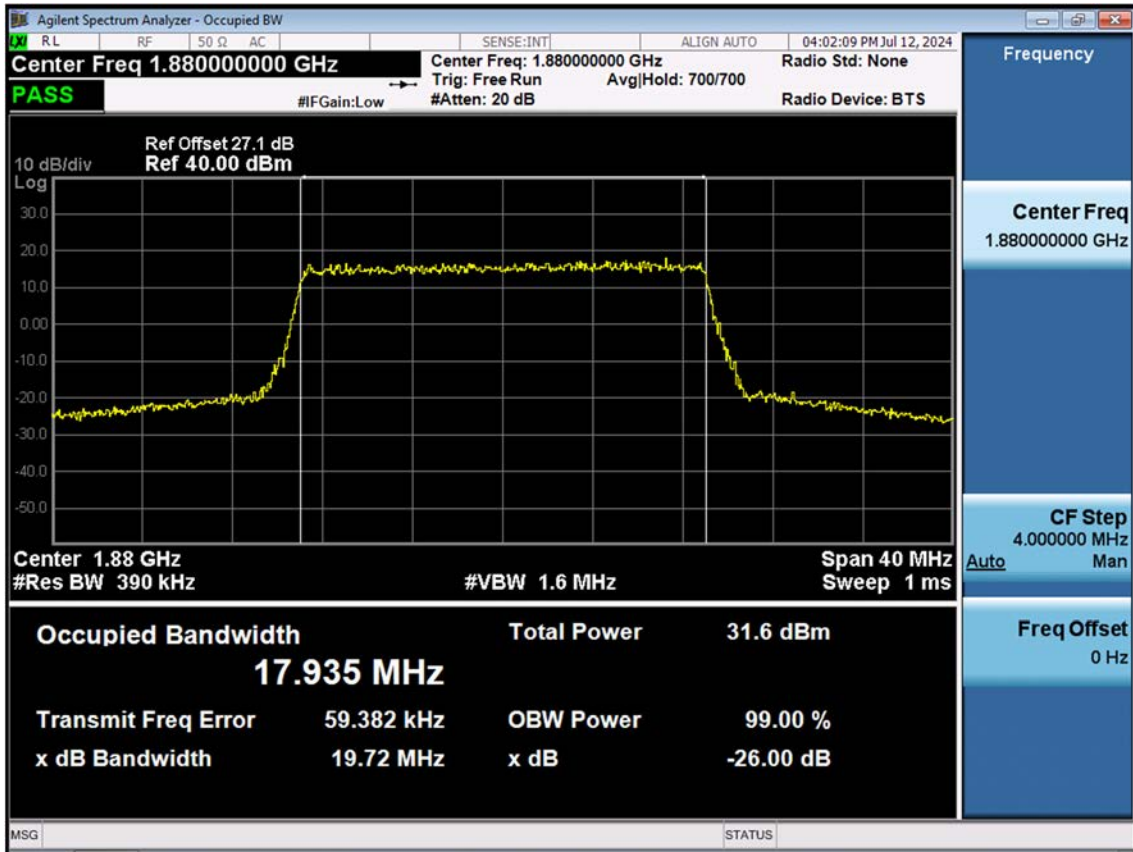 Agilent Spectrum Analyzer - Occupied BW
LXI RL RF 50 Ω AC SENSE:INT ALIGN AUTO 04:02:09 PM Jul 12, 2024
Center Freq 1.880000000 GHz
Center Freq: 1.880000000 GHz
Radio Std: None
Trig: Free Run Avg|Hold: 700/700
PASS
#IFGain:Low
#Atten: 20 dB
Radio Device: BTS
Ref Offset 27.1 dB
10 dB/div Ref 40.00 dBm
Log
30.0
20.0
10.0
0.00
-10.0
-20.0
-30.0
-40.0
-50.0
Center 1.88 GHz Span 40 MHz
#Res BW 390 kHz #VBW 1.6 MHz Sweep 1 ms
Occupied Bandwidth Total Power 31.6 dBm
17.935 MHz
Transmit Freq Error 59.382 kHz OBW Power 99.00 %
x dB Bandwidth 19.72 MHz x dB -26.00 dB
MSG STATUS
Frequency
Center Freq
1.880000000 GHz
CF Step
4.000000 MHz
Auto Man
Freq Offset
0 Hz